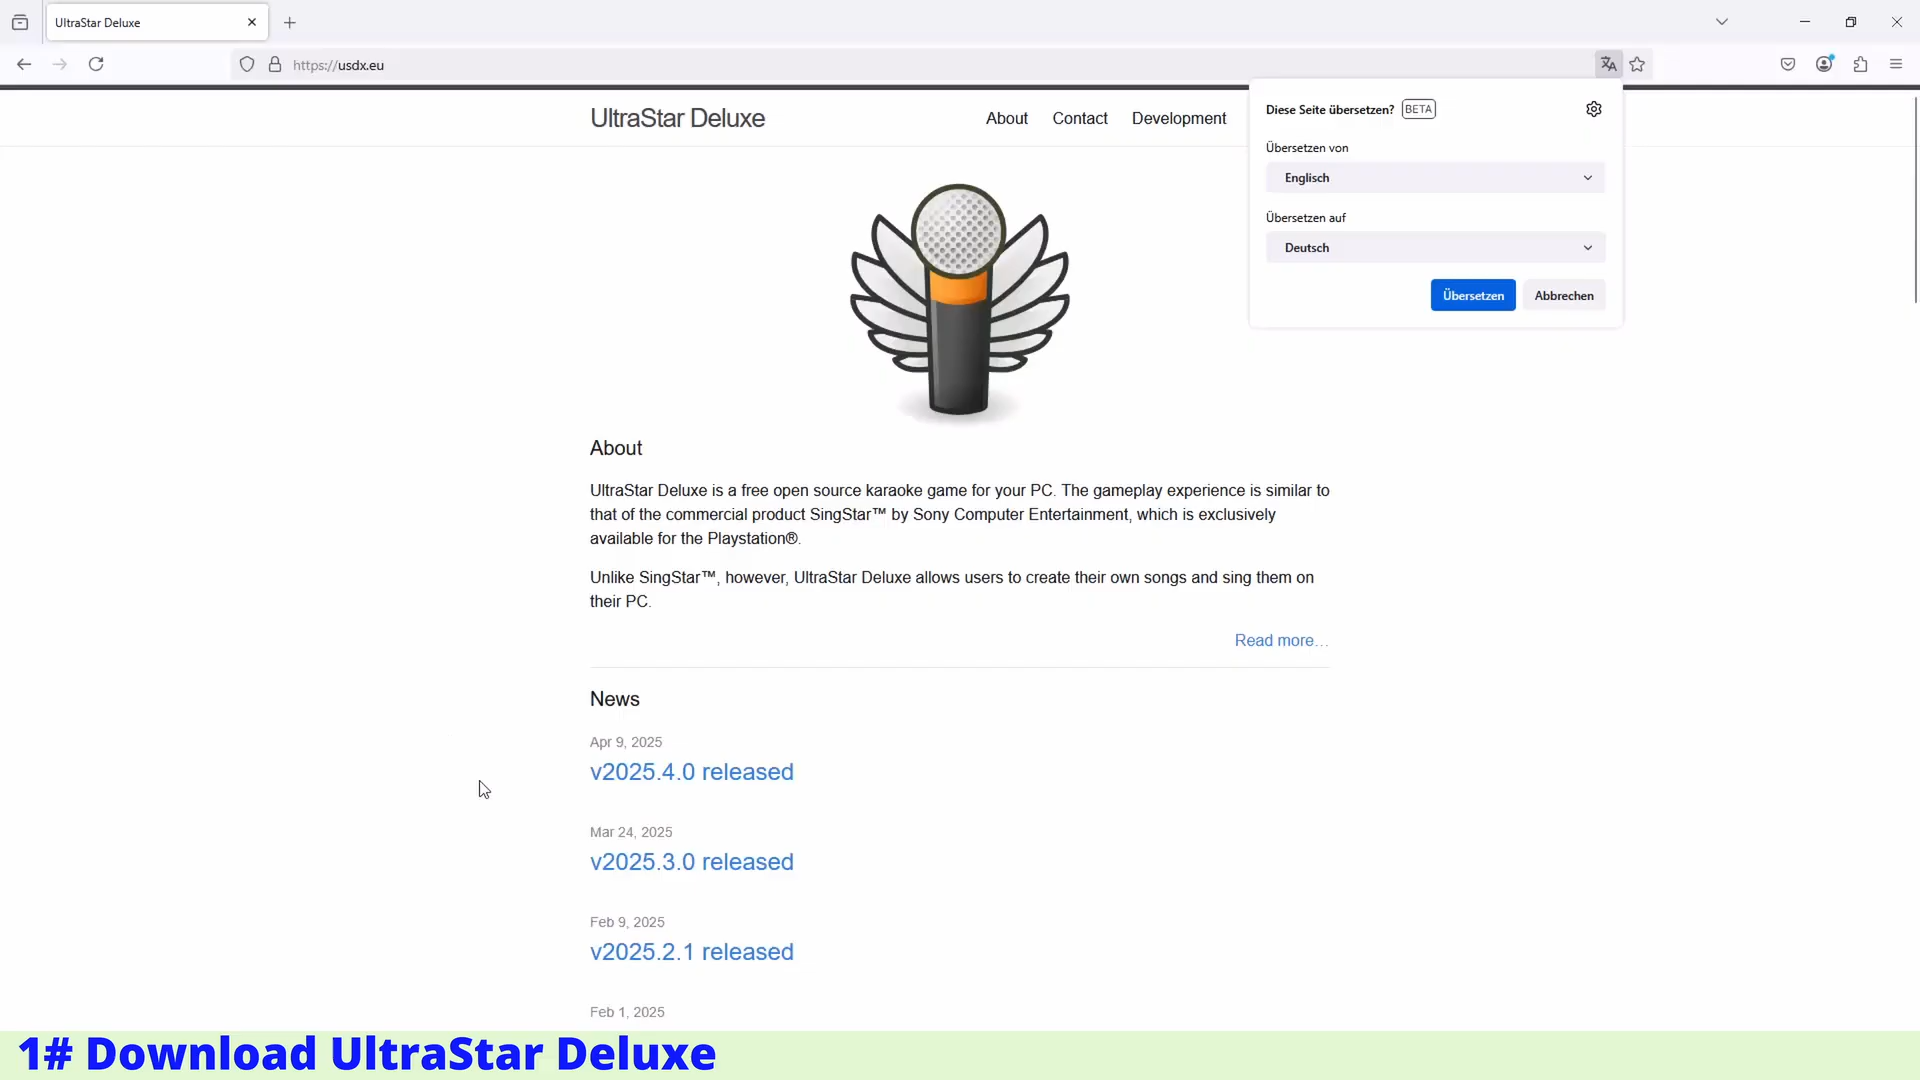 UltraStar Deluxe
https://usdx.eu
UltraStar Deluxe
About
Contact
Development
Diese Seite übersetzen? BETA
Übersetzen von
Englisch
Übersetzen auf
Deutsch
Übersetzen
Abbrechen
About
UltraStar Deluxe is a free open source karaoke game for your PC. The gameplay experience is similar to
that of the commercial product SingStar™ by Sony Computer Entertainment, which is exclusively
available for the Playstation®.
Unlike SingStar™, however, UltraStar Deluxe allows users to create their own songs and sing them on
their PC.
Read more…
News
Apr 9, 2025
v2025.4.0 released
Mar 24, 2025
v2025.3.0 released
Feb 9, 2025
v2025.2.1 released
Feb 1, 2025
1# Download UltraStar Deluxe